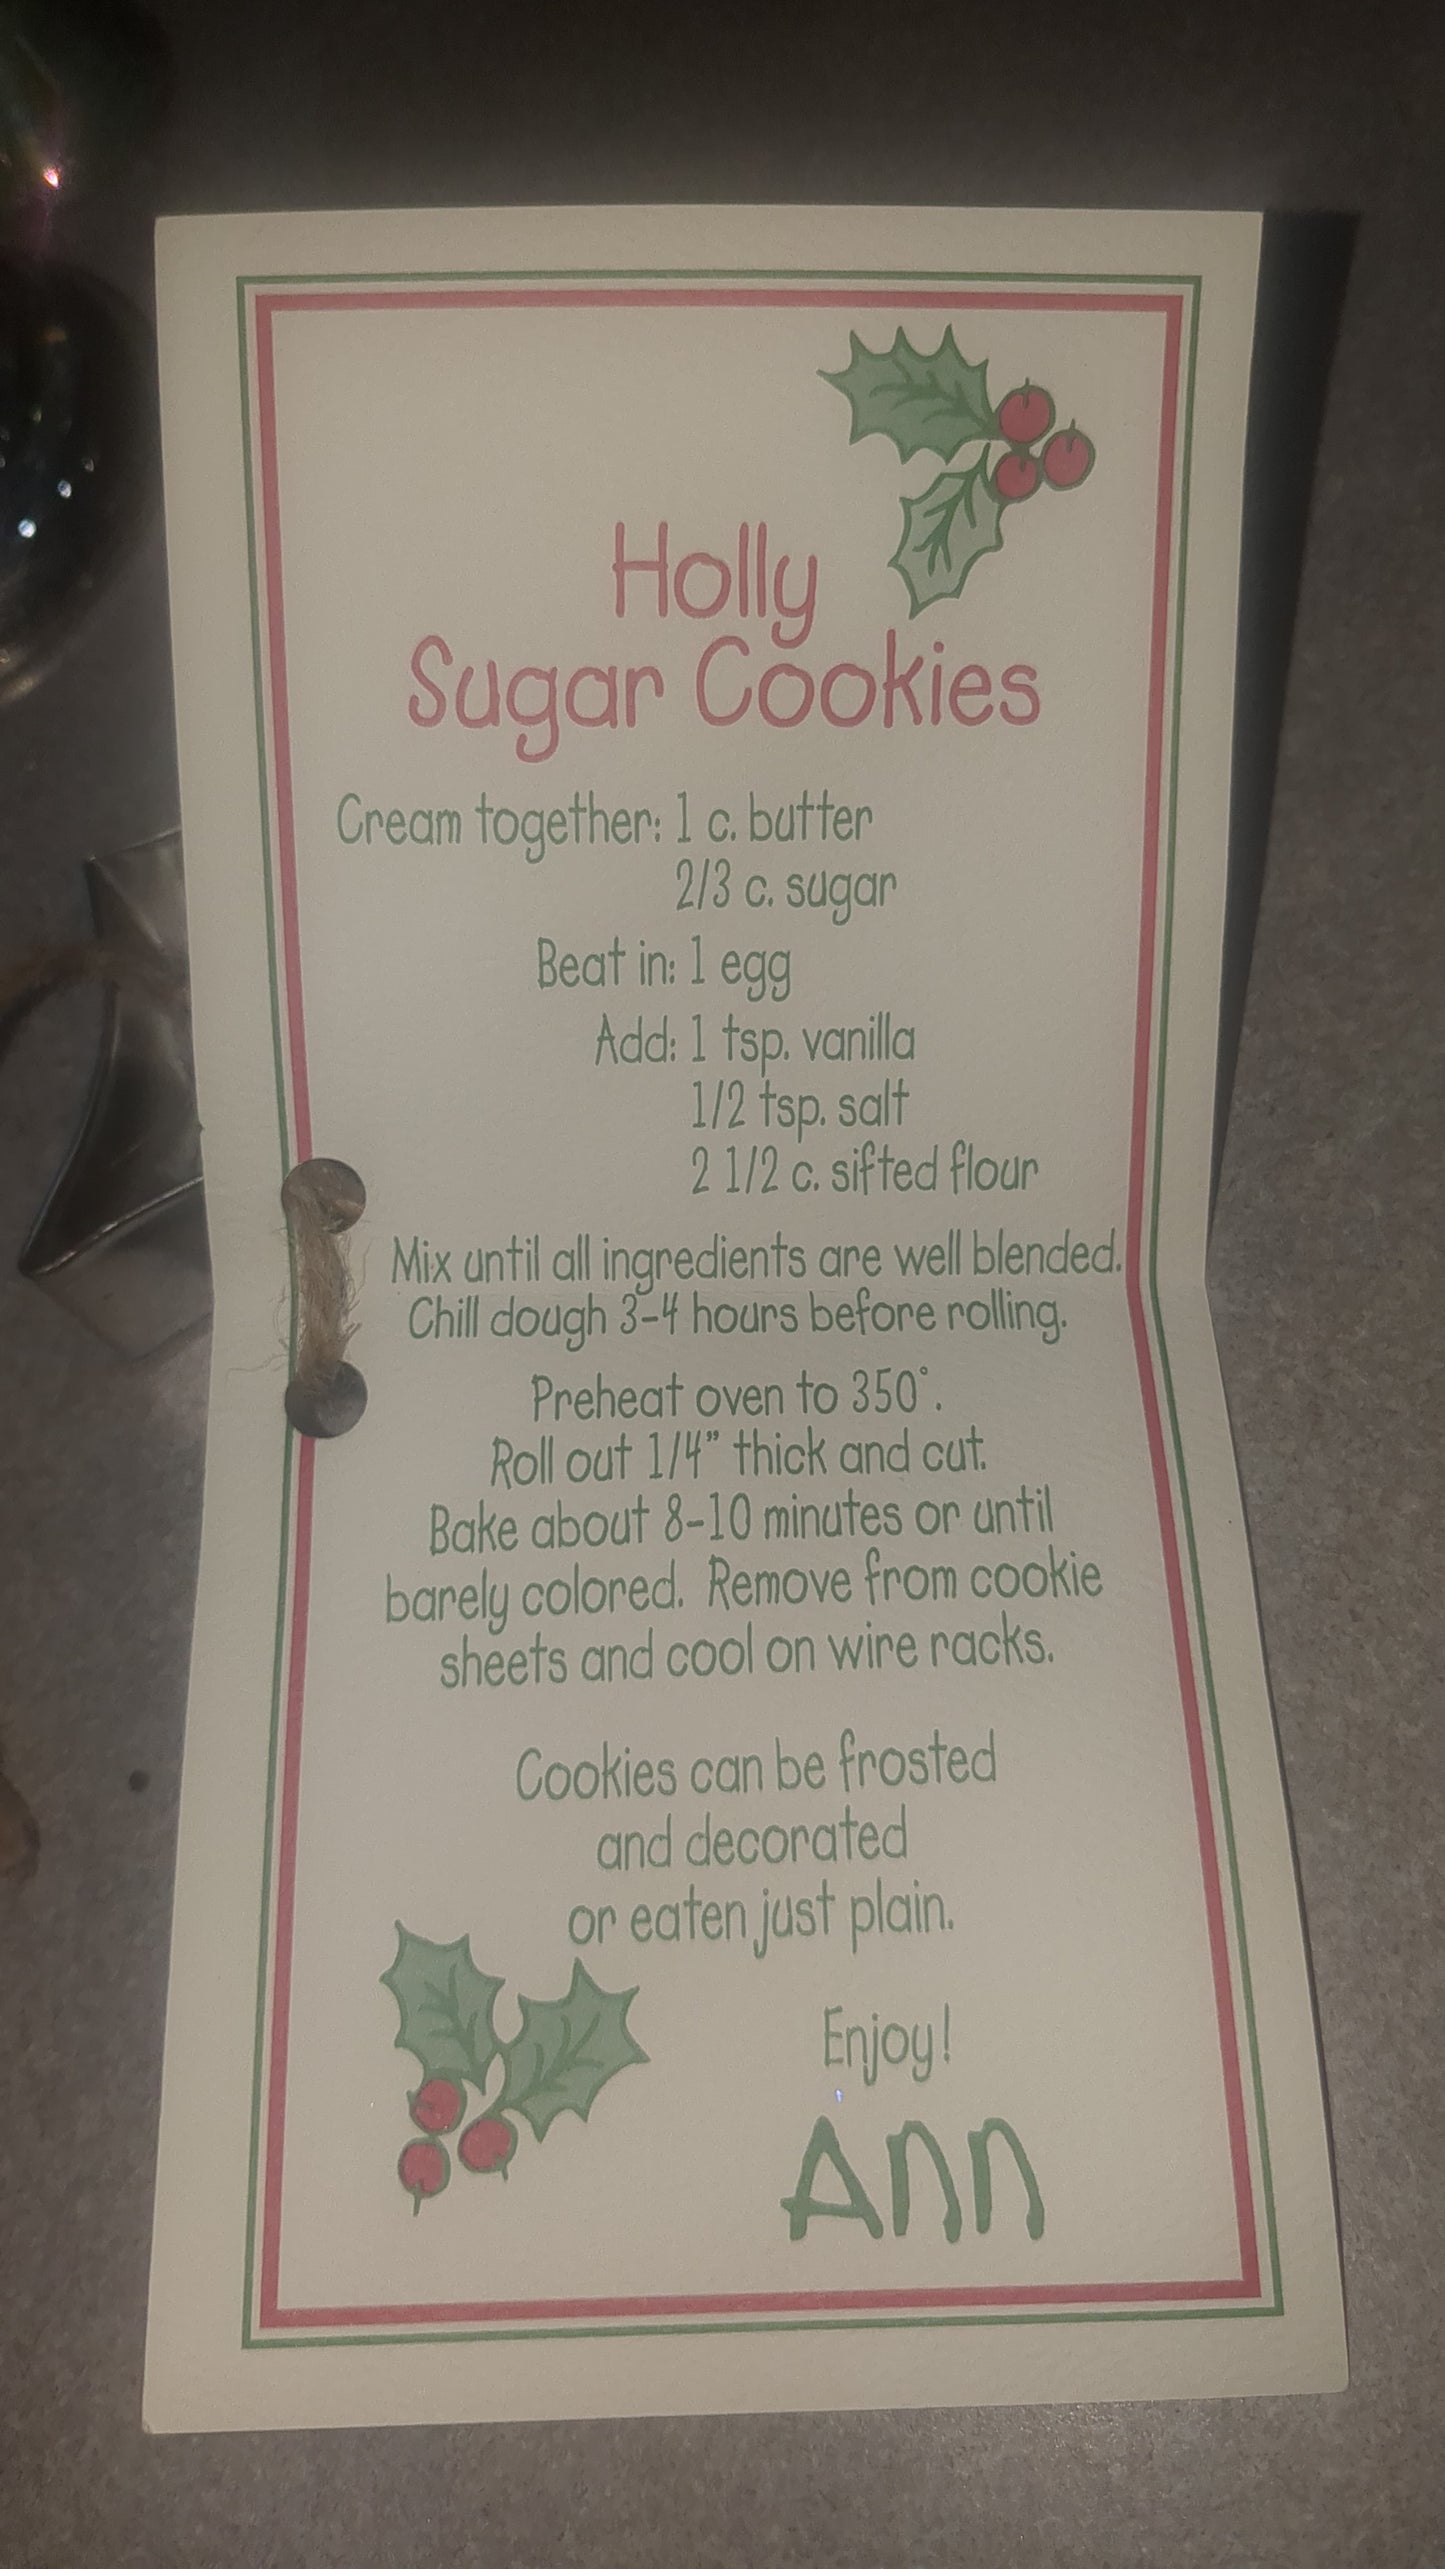 Holly
Sugar Cookies
Cream together: 1 c. butter
2/3 c. sugar
Beat in: 1 egg
Add: 1 tsp. vanilla
1/2 tsp. salt
2 1/2 c. sifted flour
Mix until all ingredients are well blended.
Chill dough 3-4 hours before rolling.
Preheat oven to 350°.
Roll out 1/4” thick and cut.
Bake about 8-10 minutes or until
barely colored. Remove from cookie
sheets and cool on wire racks.
Cookies can be frosted
and decorated
or eaten just plain.
Enjoy!
Ann